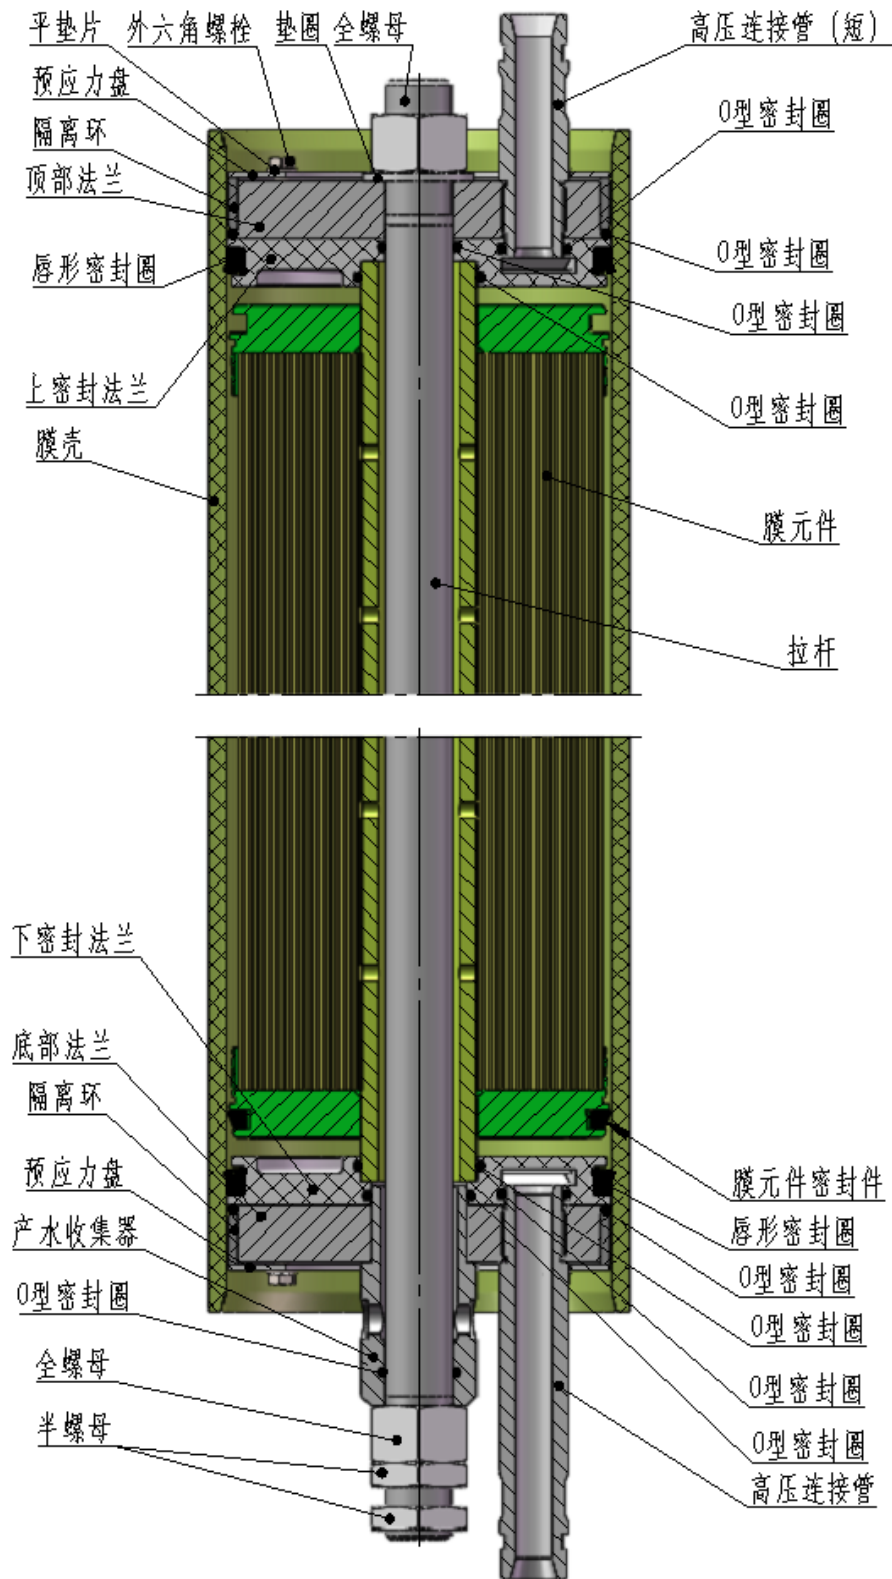 平垫片
外六角螺栓
垫圈
全螺母
高压连接管（短）
预应力盘
隔离环
顶部法兰
唇形密封圈
上密封法兰
膜壳
O型密封圈
O型密封圈
O型密封圈
O型密封圈
膜元件
拉杆
下密封法兰
底部法兰
隔离环
预应力盘
产水收集器
O型密封圈
全螺母
半螺母
膜元件密封件
唇形密封圈
O型密封圈
O型密封圈
O型密封圈
O型密封圈
高压连接管